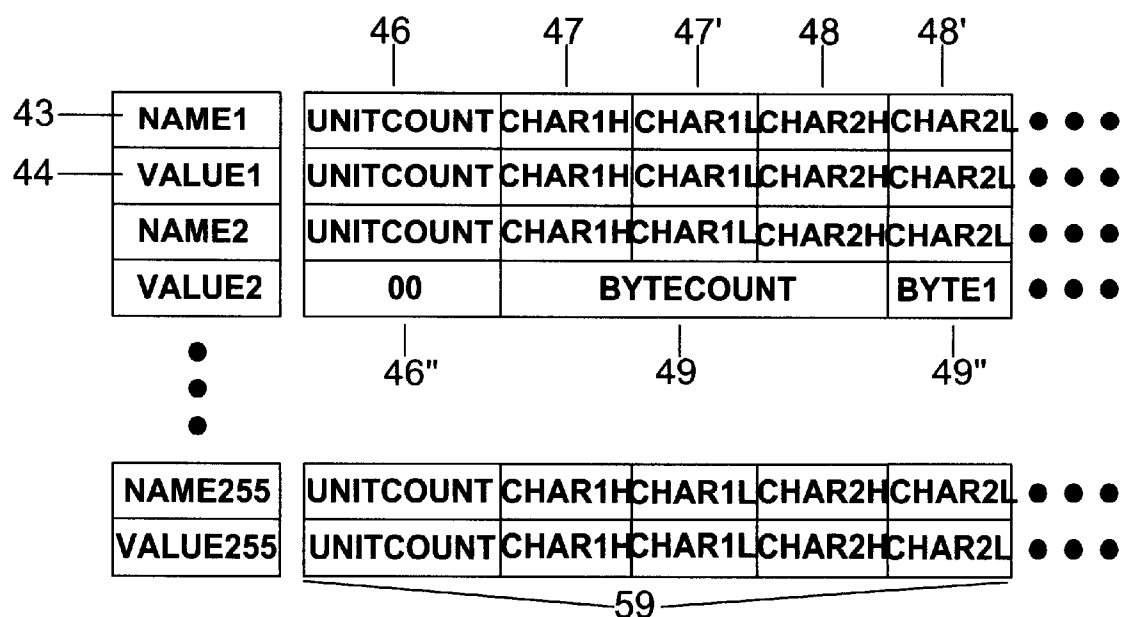 46 47 47' 48 48'
43 NAME1 UNITCOUNT CHAR1H CHAR1L CHAR2H CHAR2L
44 VALUE1 UNITCOUNT CHAR1H CHAR1L CHAR2H CHAR2L
NAME2 UNITCOUNT CHAR1H CHAR1L CHAR2H CHAR2L
VALUE2 00 BYTECOUNT BYTE1
46" 49 49"
NAME255 UNITCOUNT CHAR1H CHAR1L CHAR2H CHAR2L
VALUE255 UNITCOUNT CHAR1H CHAR1L CHAR2H CHAR2L
59